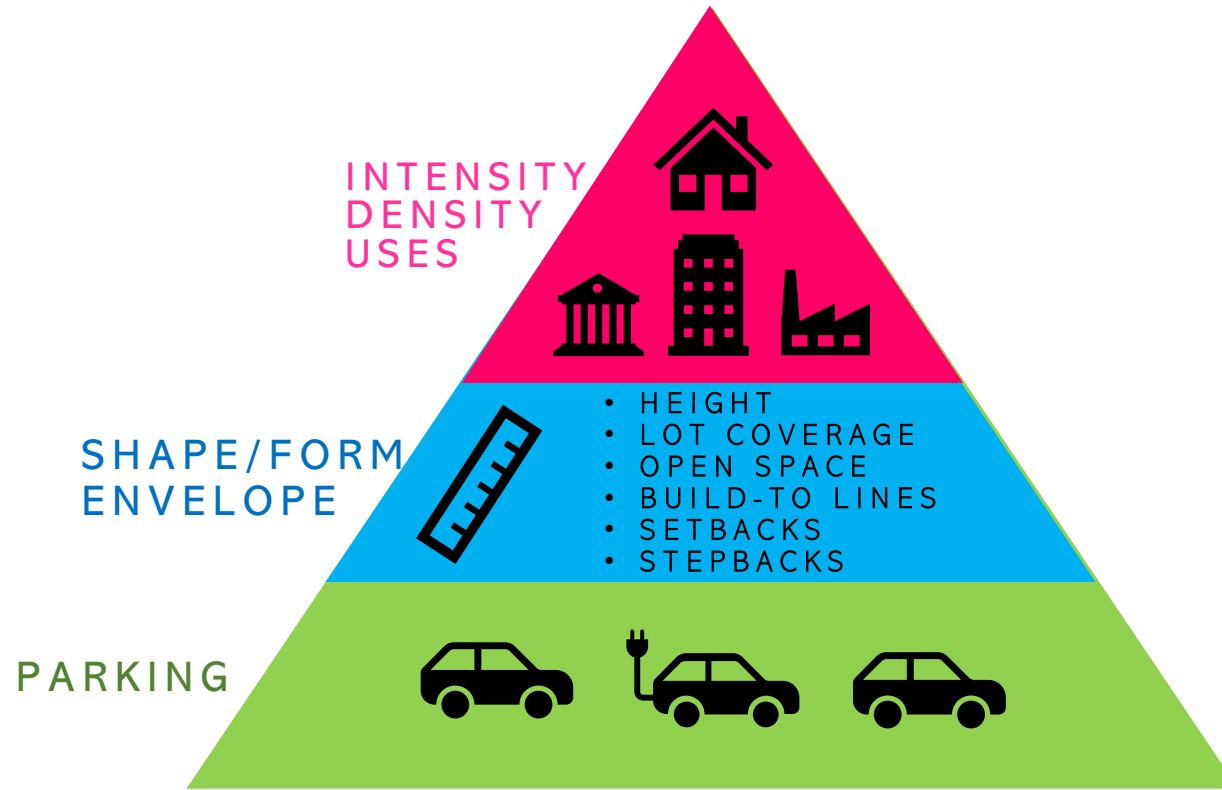 INTENSITY
DENSITY
USES
SHAPE/FORM
ENVELOPE
• HEIGHT
• LOT COVERAGE
• OPEN SPACE
• BUILD-TO LINES
• SETBACKS
• STEPBACKS
PARKING